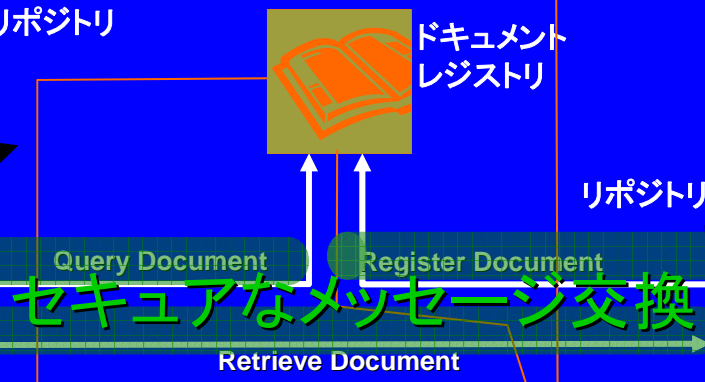 リポジトリ
ドキュメント
レジストリ
リポジトリ
Query Document
Register Document
セキュアなメッセージ交換
Retrieve Document